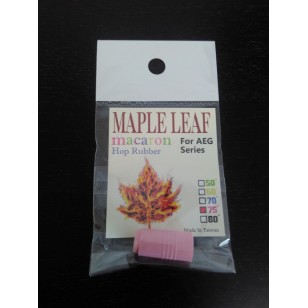 MAPLE LEAF
macaron For AEG
Hop Rubber Series
50°
60°
70°
75°
80°
Made in Taiwan